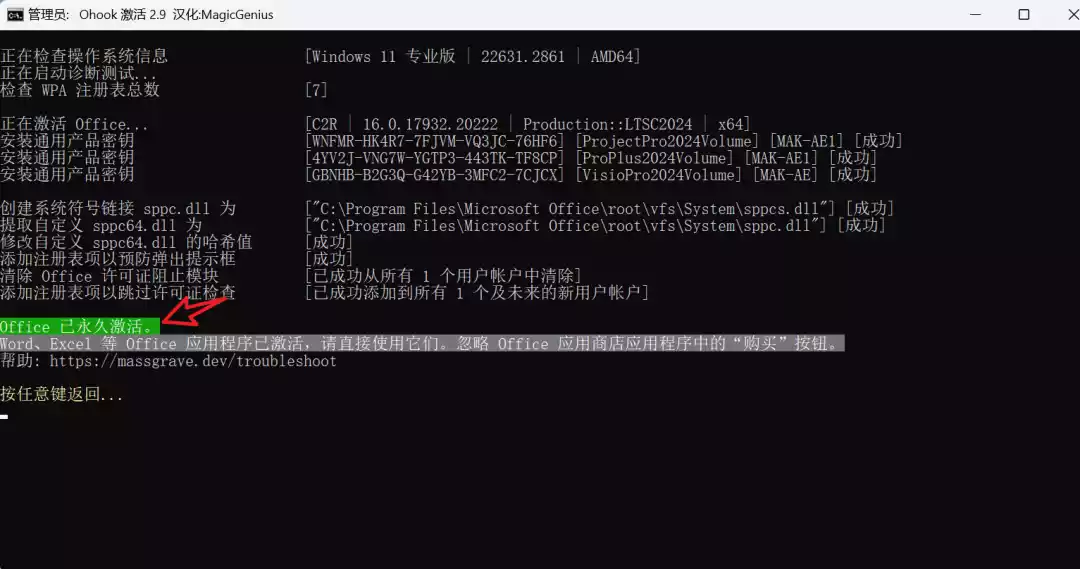 管理员: Ohook 激活 2.9 汉化:MagicGenius
正在检查操作系统信息 [Windows 11 专业版 | 22631.2861 | AMD64]
正在启动诊断测试...
检查 WPA 注册表总数 [7]
正在激活 Office... [C2R | 16.0.17932.20222 | Production::LTSC2024 | x64]
安装通用产品密钥 [WNFMR-HK4R7-7FJVM-VQ3JC-76HF6] [ProjectPro2024Volume] [MAK-AE1] [成功]
安装通用产品密钥 [4YV2J-VNG7W-YGTP3-443TK-TF8CP] [ProPlus2024Volume] [MAK-AE1] [成功]
安装通用产品密钥 [GBNHB-B2G3Q-G42YB-3MFC2-7CJCX] [VisioPro2024Volume] [MAK-AE] [成功]
创建系统符号链接 sppc.dll 为 ["C:\Program Files\Microsoft Office\root\vfs\System\sppcs.dll"] [成功]
提取自定义 sppc64.dll 为 ["C:\Program Files\Microsoft Office\root\vfs\System\sppc.dll"] [成功]
修改自定义 sppc64.dll 的哈希值 [成功]
添加注册表项以预防弹出提示框 [成功]
清除 Office 许可证阻止模块 [已成功从所有 1 个用户帐户中清除]
添加注册表项以跳过许可证检查 [已成功添加到所有 1 个及未来的新用户帐户]
Office 已永久激活。
Word、Excel 等 Office 应用程序已激活，请直接使用它们。忽略 Office 应用商店应用程序中的“购买”按钮。
帮助: https://massgrave.dev/troubleshoot
按任意键返回...